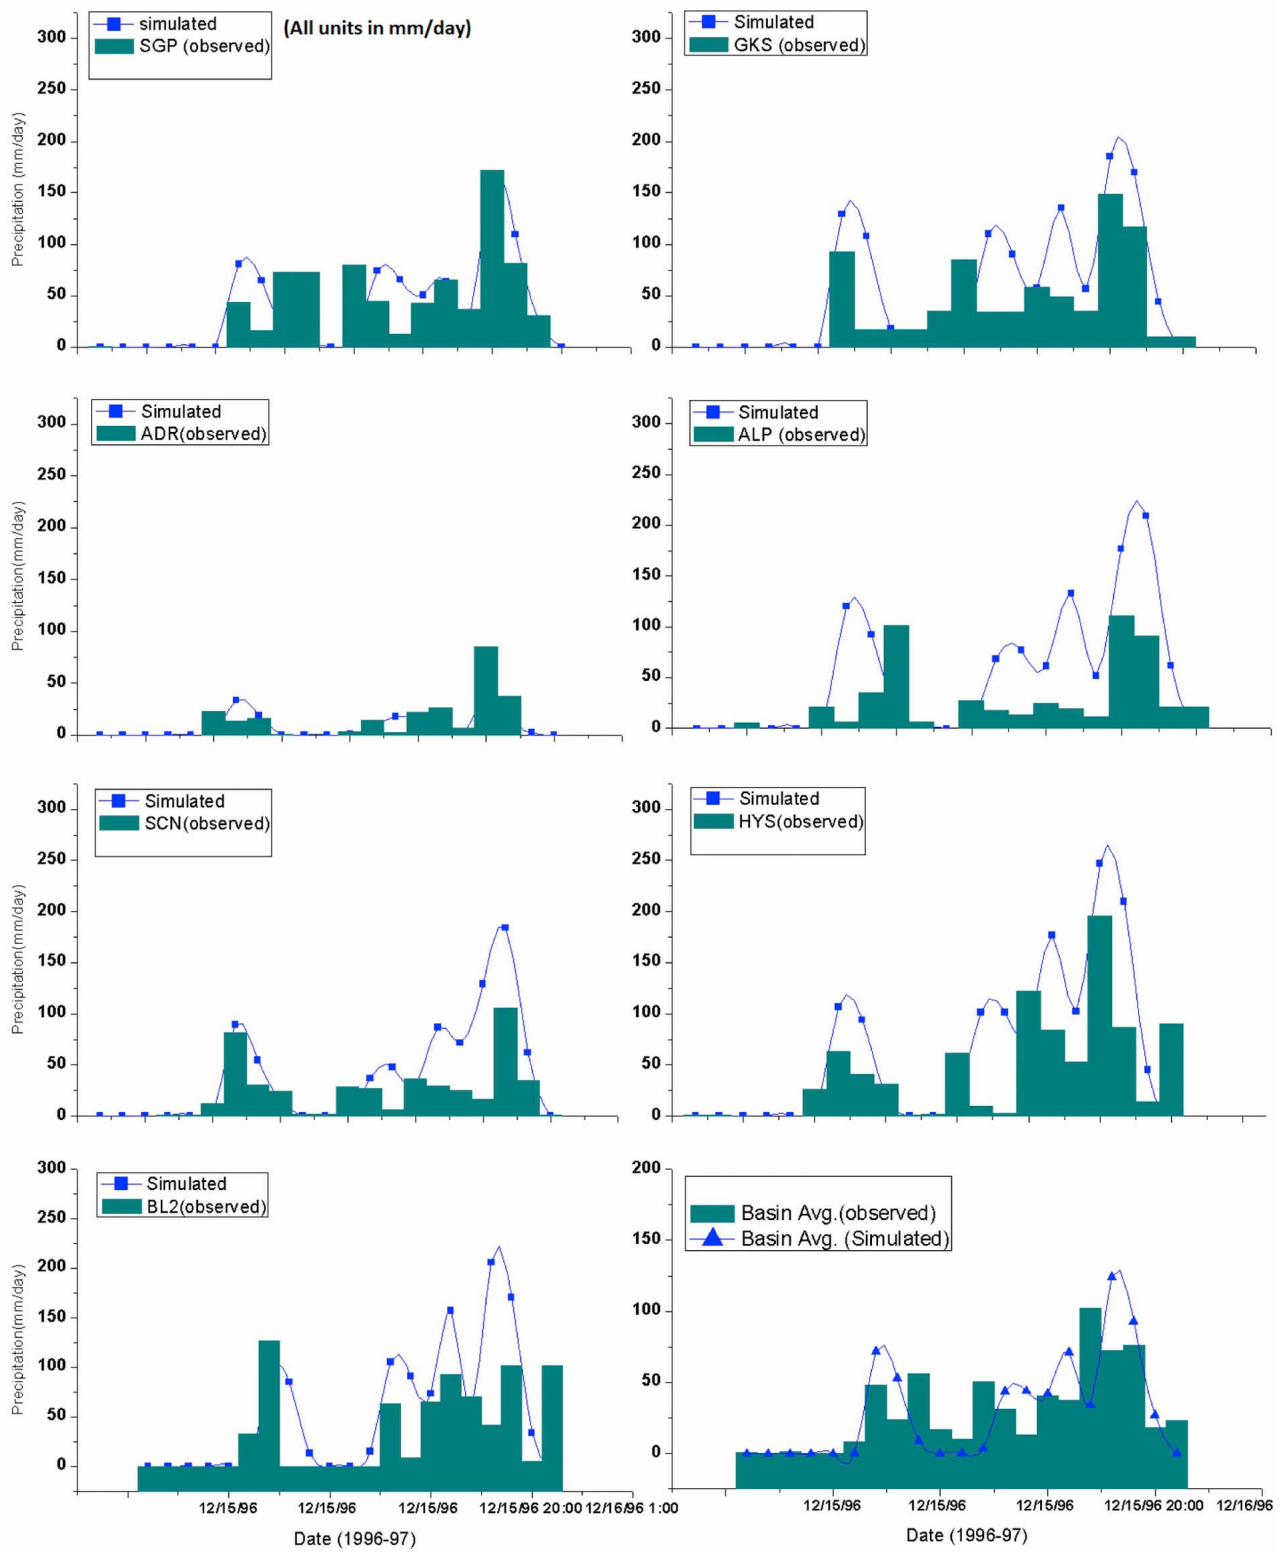 simulated
SGP (observed)
(All units in mm/day)
Simulated
GKS (observed)
300
250
200
150
100
50
0
Precipitation (mm/day)
300
250
200
150
100
50
0
Simulated
ADR(observed)
Simulated
ALP (observed)
300
250
200
150
100
50
0
Precipitation(mm/day)
300
250
200
150
100
50
0
Simulated
SCN(observed)
Simulated
HYS(observed)
300
250
200
150
100
50
0
Precipitation(mm/day)
300
250
200
150
100
50
0
Simulated
BL2(observed)
Basin Avg.(observed)
Basin Avg. (Simulated)
300
250
200
150
100
50
0
Precipitation(mm/day)
200
150
100
50
0
12/15/96 12/15/96 12/15/96 12/15/96 20:00 12/16/96 1:00
Date (1996-97)
12/15/96 12/15/96 12/15/96 12/15/96 20:00 12/16/96
Date (1996-97)